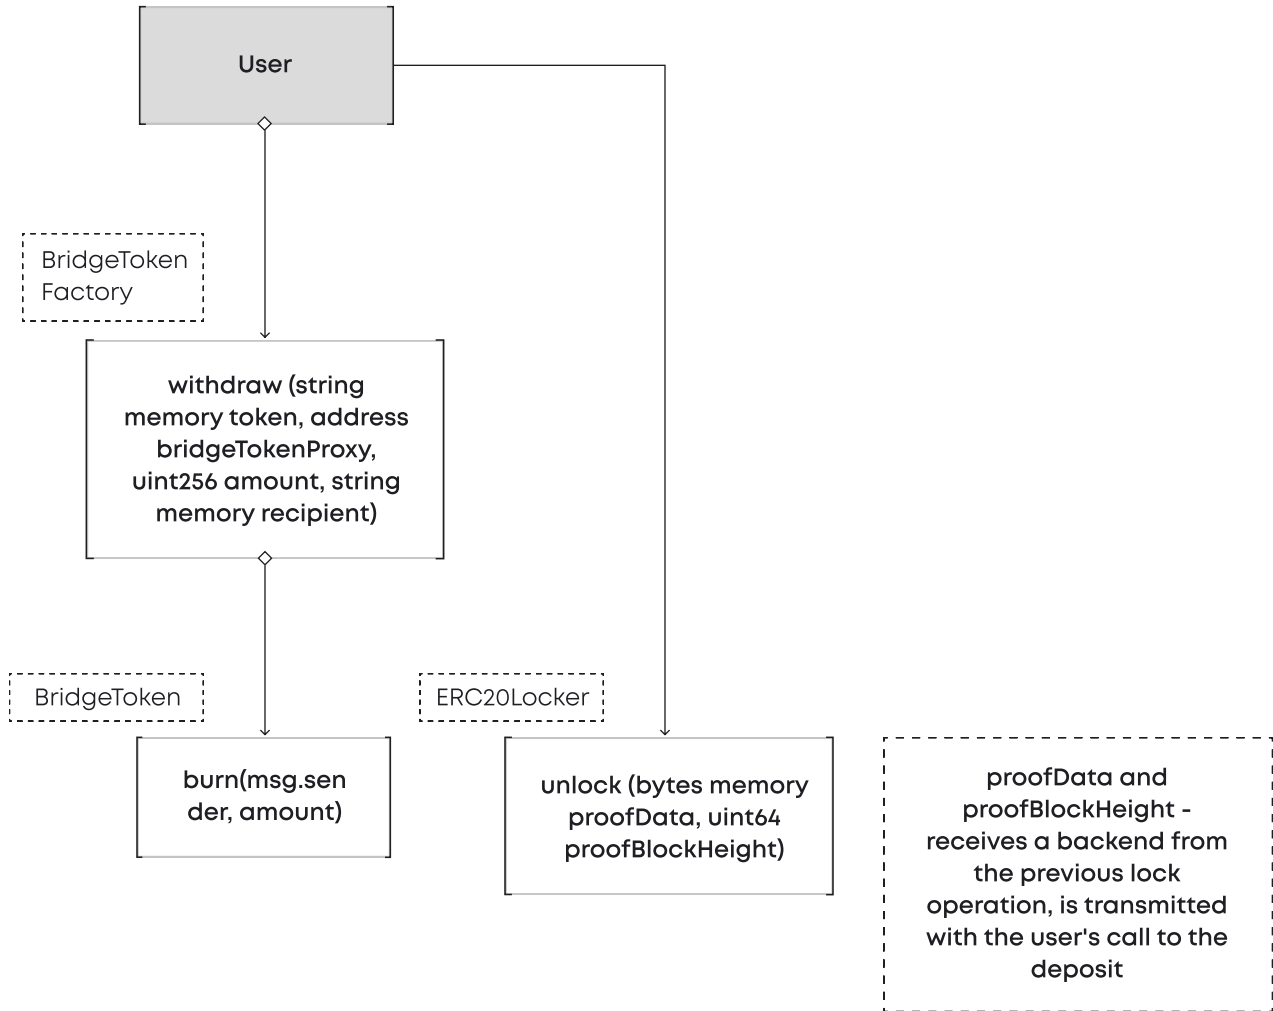 User
BridgeToken
Factory
withdraw (string
memory token, address
bridgeTokenProxy,
uint256 amount, string
memory recipient)
BridgeToken
burn(msg.sen
der, amount)
ERC20Locker
unlock (bytes memory
proofData, uint64
proofBlockHeight)
proofData and
proofBlockHeight -
receives a backend from
the previous lock
operation, is transmitted
with the user's call to the
deposit